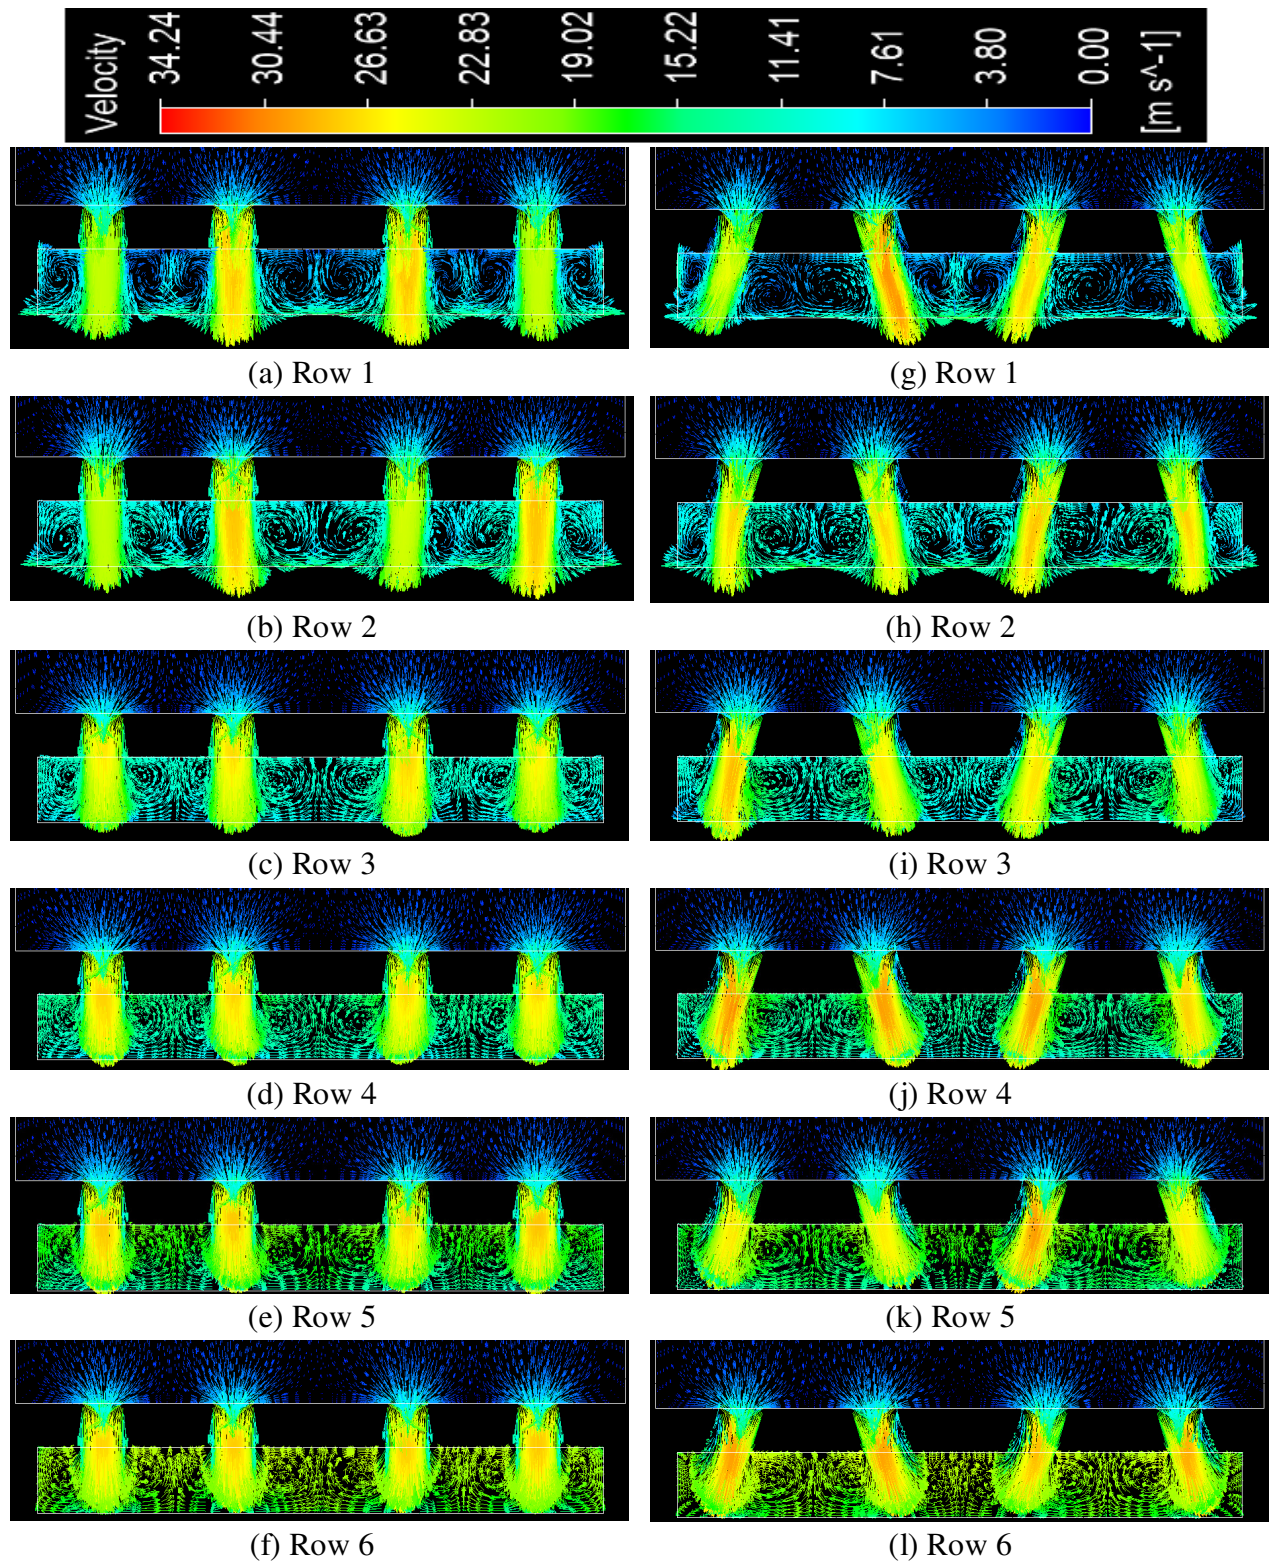 Velocity
34.24
30.44
26.63
22.83
19.02
15.22
11.41
7.61
3.80
0.00
[m s^-1]
(a) Row 1
(g) Row 1
(b) Row 2
(h) Row 2
(c) Row 3
(i) Row 3
(d) Row 4
(j) Row 4
(e) Row 5
(k) Row 5
(f) Row 6
(l) Row 6